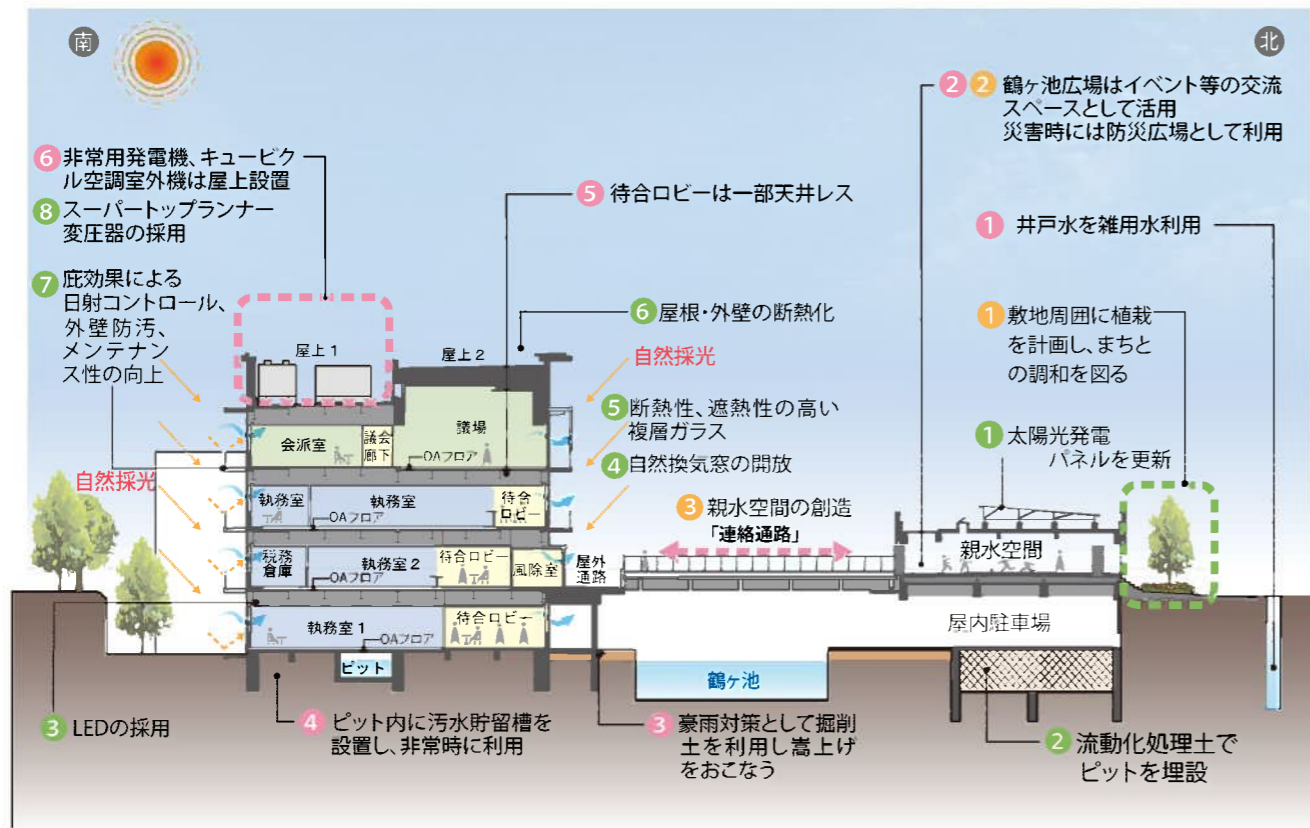 南
北
2 2 鶴ヶ池広場はイベント等の交流
スペースとして活用
災害時には防災広場として利用
6 非常用発電機、キュービク
ル空調室外機は屋上設置
8 スーパートップランナー
変圧器の採用
5 待合ロビーは一部天井レス
1 井戸水を雑用水利用
7 庇効果による
日射コントロール、
外壁防汚、
メンテナン
ス性の向上
6 屋根・外壁の断熱化
1 敷地周囲に植栽
を計画し、まちと
の調和を図る
屋上1
屋上2
自然採光
5 断熱性、遮熱性の高い
複層ガラス
1 太陽光発電
パネルを更新
会派室
議会
廊下
議場
OAフロア
4 自然換気窓の開放
自然採光
執務室
執務室
待合
ロビー
OAフロア
3 親水空間の創造
「連絡通路」
税務
倉庫
執務室2
待合ロビー
風除室
屋外
通路
OAフロア
親水空間
執務室1
待合ロビー
OAフロア
屋内駐車場
ピット
鶴ヶ池
3 LEDの採用
4 ピット内に汚水貯留槽を
設置し、非常時に利用
3 豪雨対策として掘削
土を利用し嵩上げ
をおこなう
2 流動化処理土で
ピットを埋設